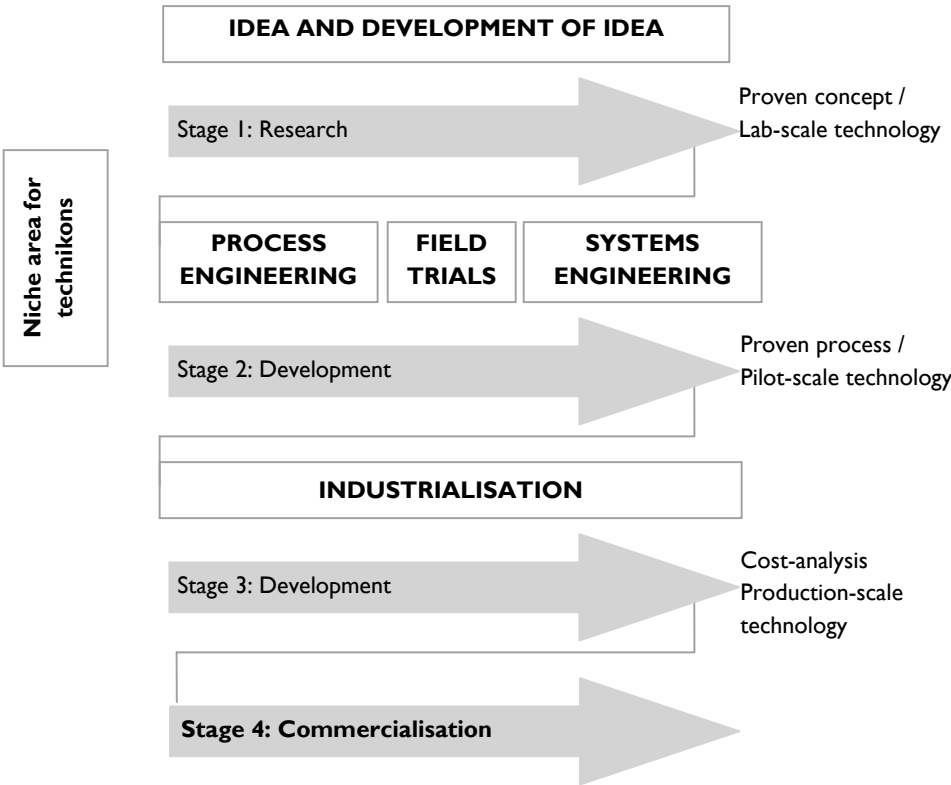 IDEA AND DEVELOPMENT OF IDEA
Stage 1: Research
Proven concept /
Lab-scale technology
Niche area for
technikons
PROCESS
ENGINEERING
FIELD
TRIALS
SYSTEMS
ENGINEERING
Stage 2: Development
Proven process /
Pilot-scale technology
INDUSTRIALISATION
Stage 3: Development
Cost-analysis
Production-scale
technology
Stage 4: Commercialisation